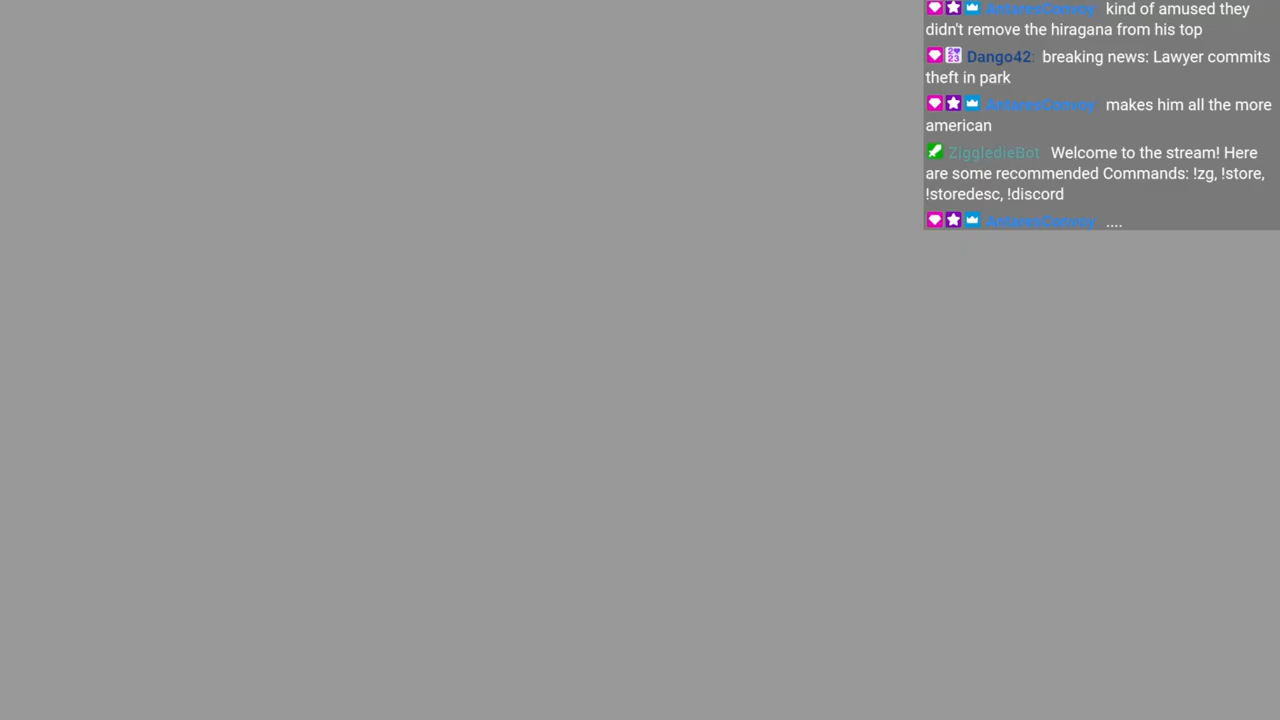 AntaresConvoy: kind of amused they
didn't remove the hiragana from his top
Dango42: breaking news: Lawyer commits
theft in park
AntaresConvoy: makes him all the more
american
ZiggledieBot: Welcome to the stream! Here
are some recommended Commands: !zg, !store,
!storedesc, !discord
AntaresConvoy: ....